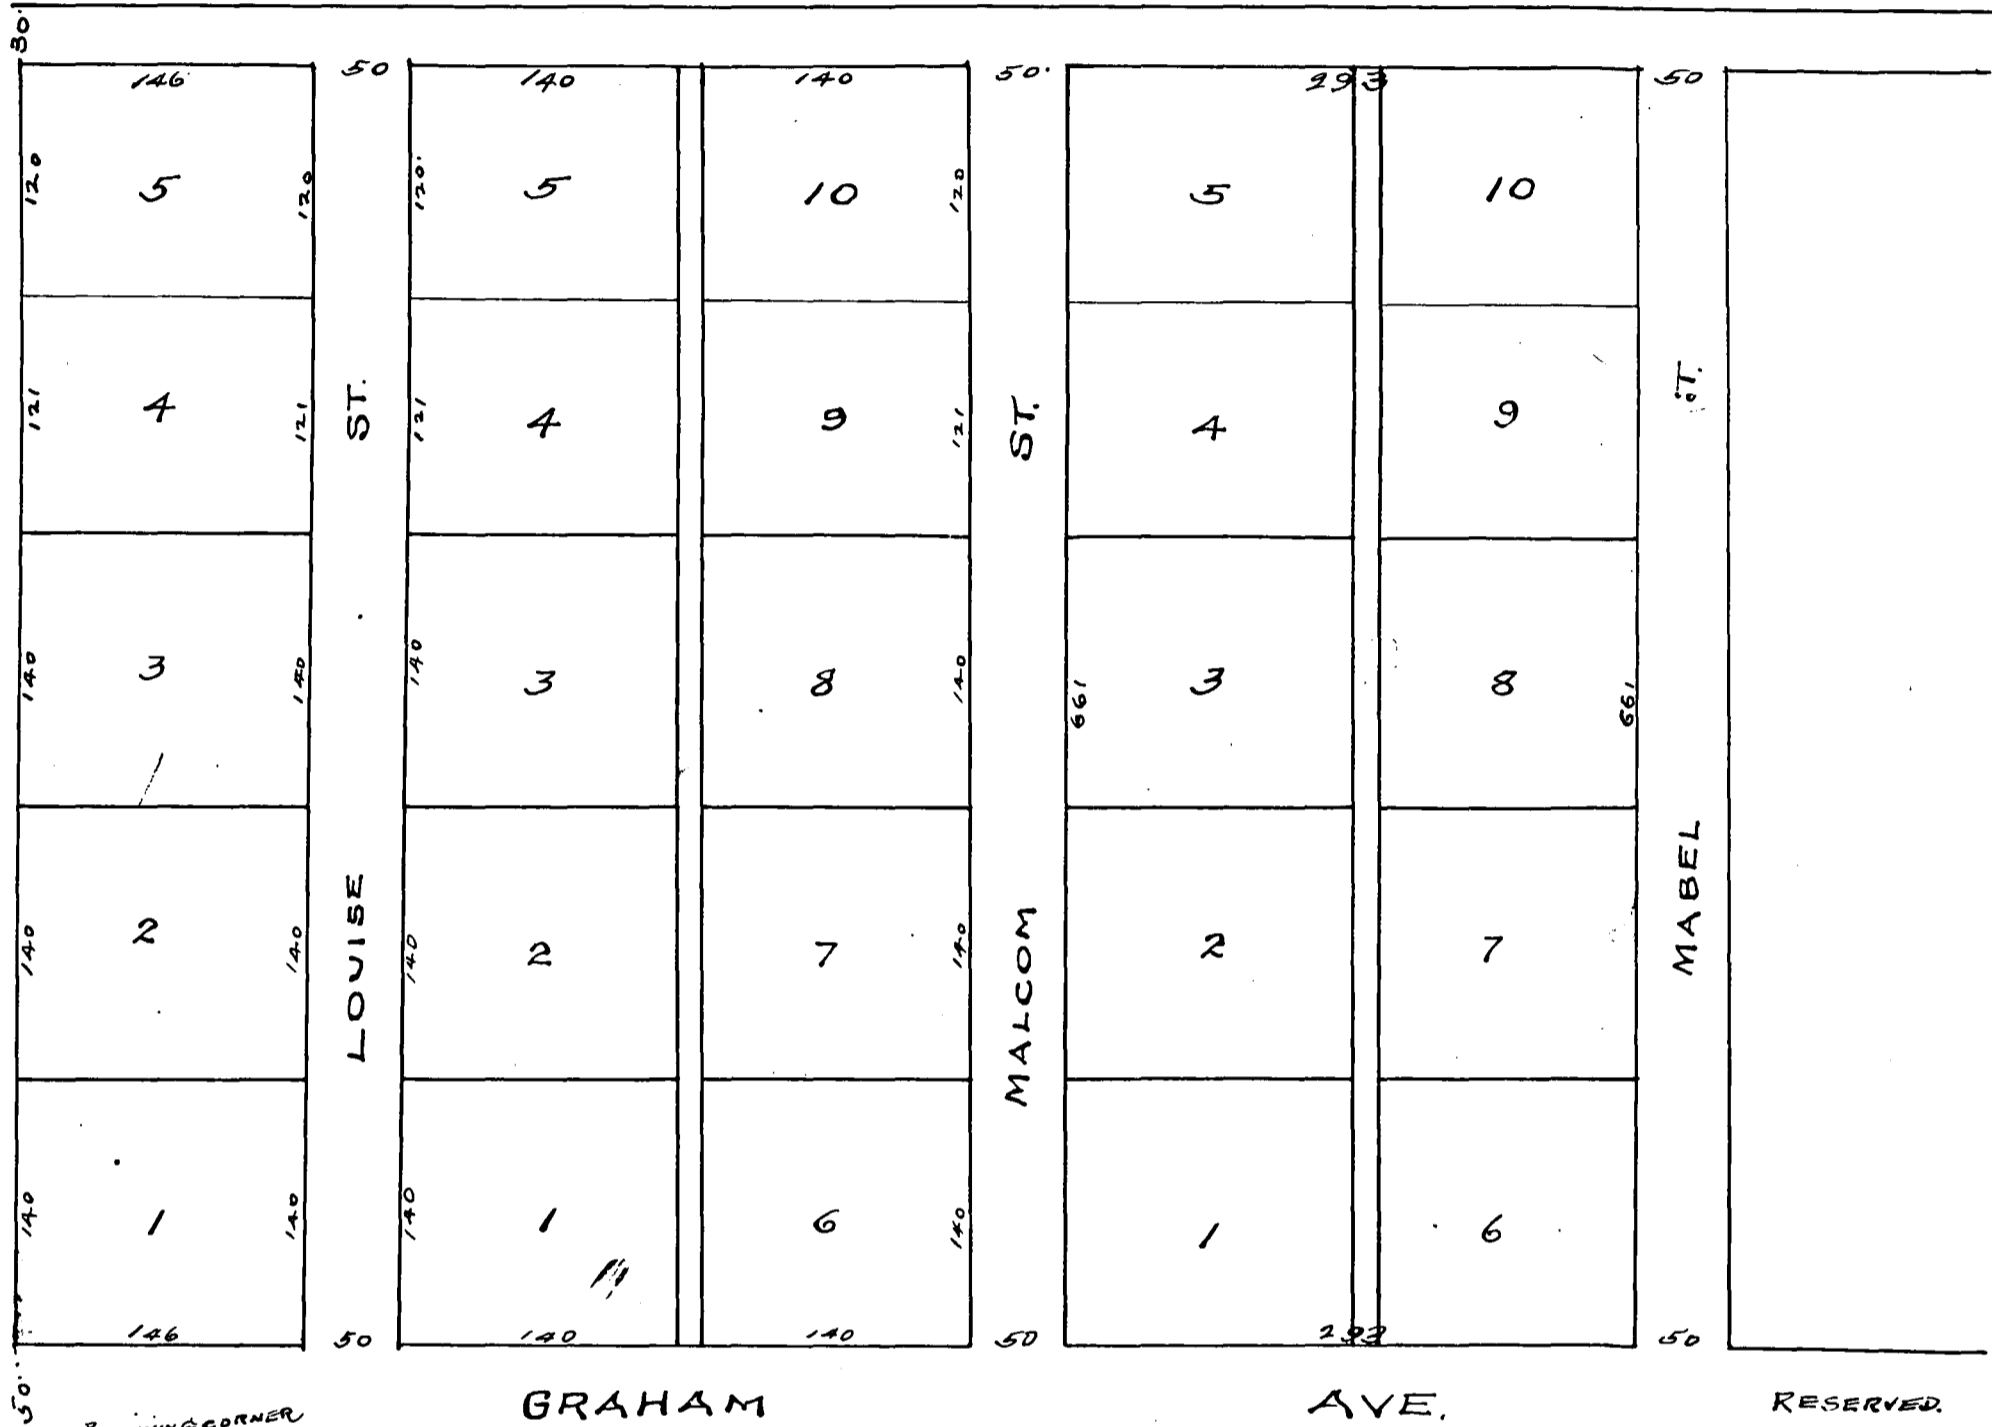 30.
146 50 140 140 50. 293 50
120 5 120 120. 5 10 120 5 10
121 4 121 ST. 121 4 9 121 ST. 4 9
140 3 140 140 3 8 140 661 3 8 661
140 2 140 LOUISE 140 2 7 140 MALCOM 2 7 MABEL
140 1 140 140 1 6 140 1 6
146 50 140 140 50 293 50
50.
CORNER GRAHAM AVE. RESERVED.